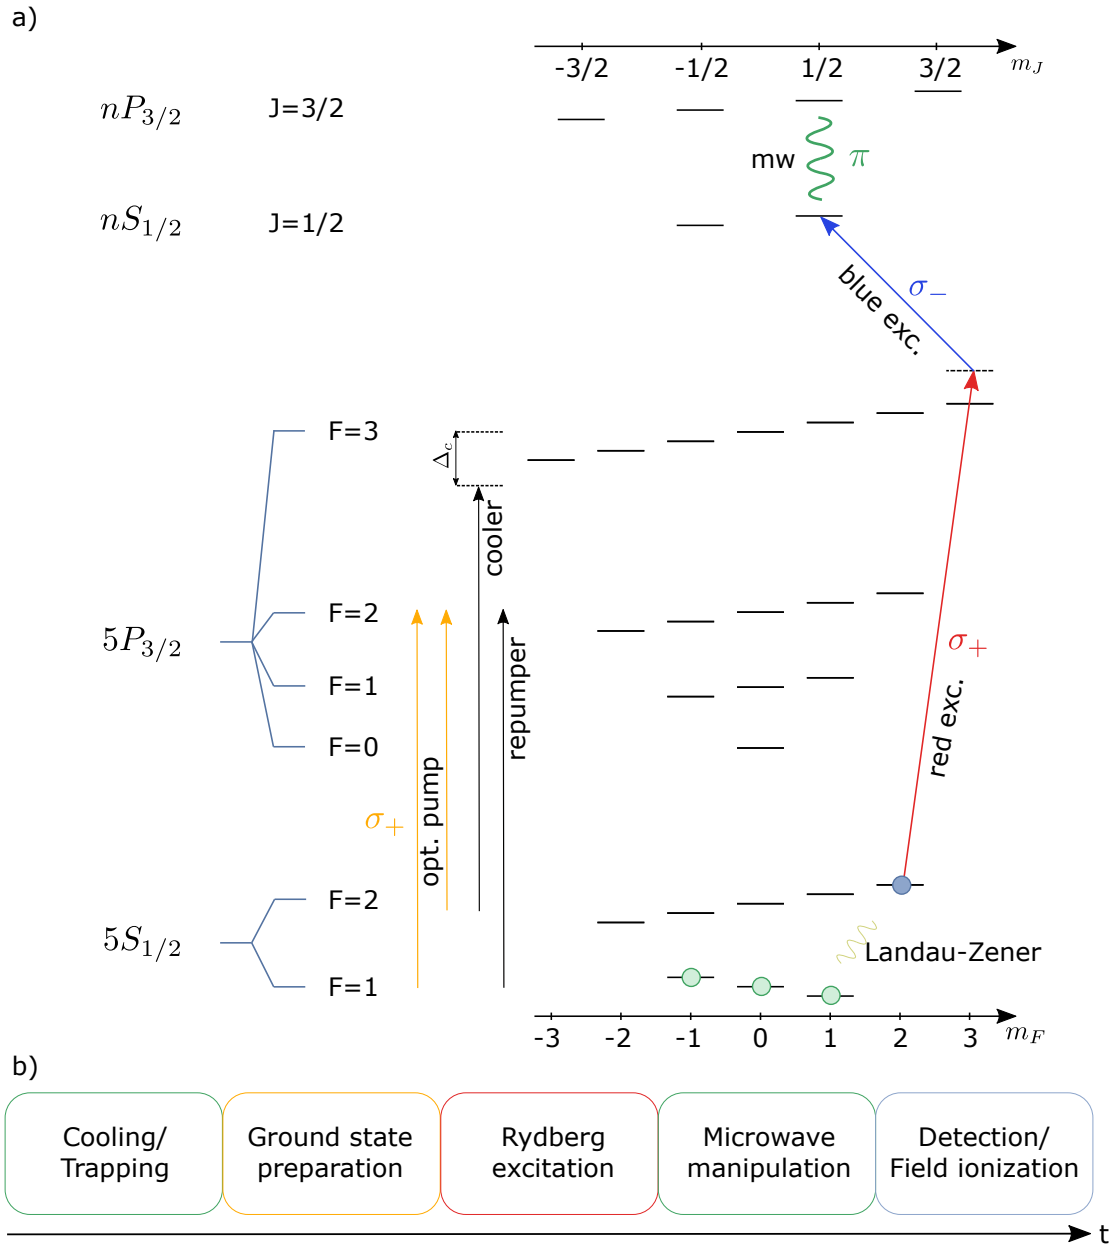 a)
-3/2 -1/2 1/2 3/2 m_J
nP_{3/2} J=3/2
mw π
nS_{1/2} J=1/2
σ_−
blue exc.
F=3
Δ_c
cooler
F=2
5P_{3/2}
σ_+
repumper
F=1
red exc.
F=0
σ_+
opt. pump
F=2
5S_{1/2}
Landau-Zener
F=1
-3 -2 -1 0 1 2 3 m_F
b)
Cooling/
Trapping
Ground state
preparation
Rydberg
excitation
Microwave
manipulation
Detection/
Field ionization
t